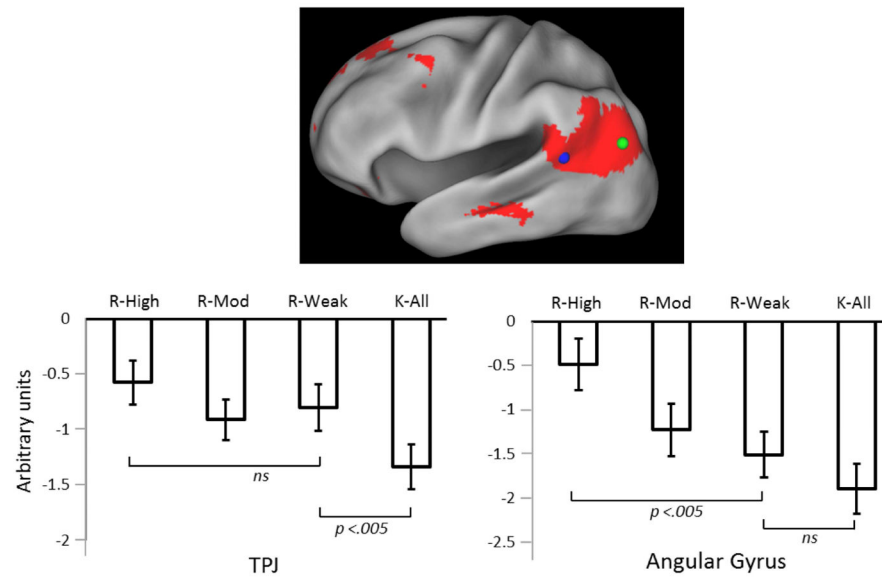 R-High R-Mod R-Weak K-All
0
-0.5
-1
-1.5
-2
Arbitrary units
ns
p <.005
TPJ
R-High R-Mod R-Weak K-All
0
-0.5
-1
-1.5
-2
-2.5
p <.005
ns
Angular Gyrus